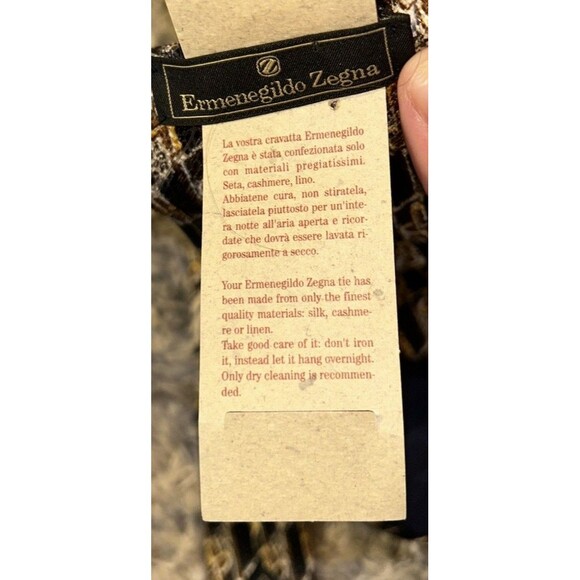 Z
Ermenegildo Zegna
La vostra cravatta Ermenegildo
Zegna è stata confezionata solo
con materiali pregiatissimi.
Seta, cashmere, lino.
Abbiatene cura, non stiratela,
lasciatela piuttosto per un'inte-
ra notte all'aria aperta e ricor-
date che dovrà essere lavata ri-
gorosamente a secco.
Your Ermenegildo Zegna tie has
been made from only the finest
quality materials: silk, cashme-
re or linen.
Take good care of it: don't iron
it, instead let it hang overnight.
Only dry cleaning is recommen-
ded.